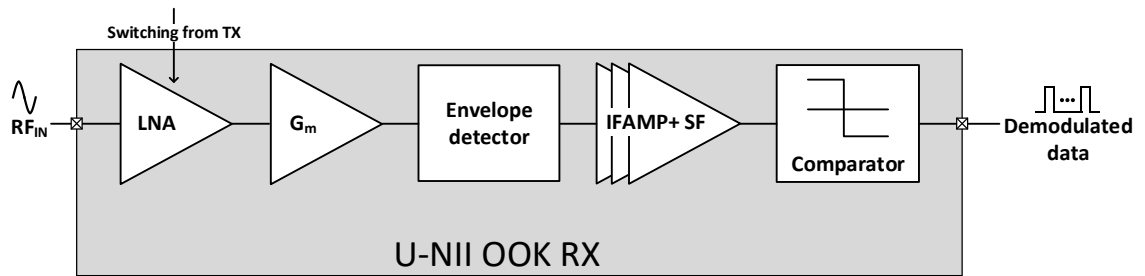 Switching from TX
RFIN
LNA
Gm
Envelope
detector
IFAMP+ SF
Comparator
Demodulated
data
U-NII OOK RX